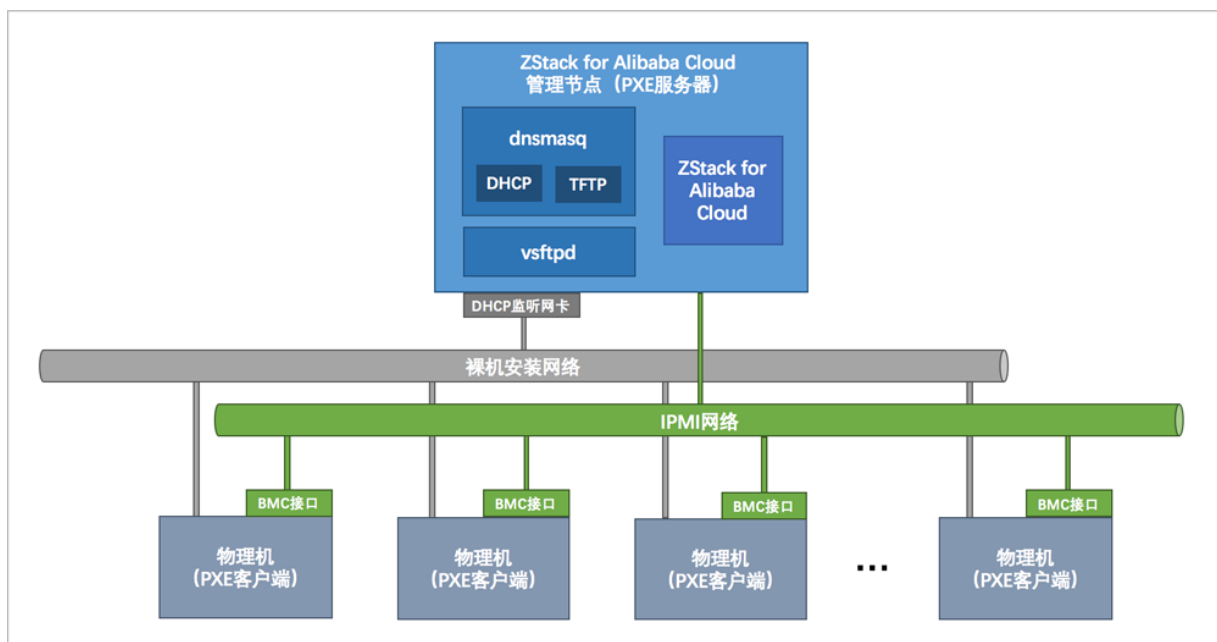 ZStack for Alibaba Cloud
管理节点（PXE服务器）
dnsmasq
DHCP
TFTP
ZStack for
Alibaba
Cloud
vsftpd
DHCP监听网卡
裸机安装网络
IPMI网络
BMC接口
BMC接口
BMC接口
BMC接口
物理机
(PXE客户端)
物理机
(PXE客户端)
物理机
(PXE客户端)
...
物理机
(PXE客户端)